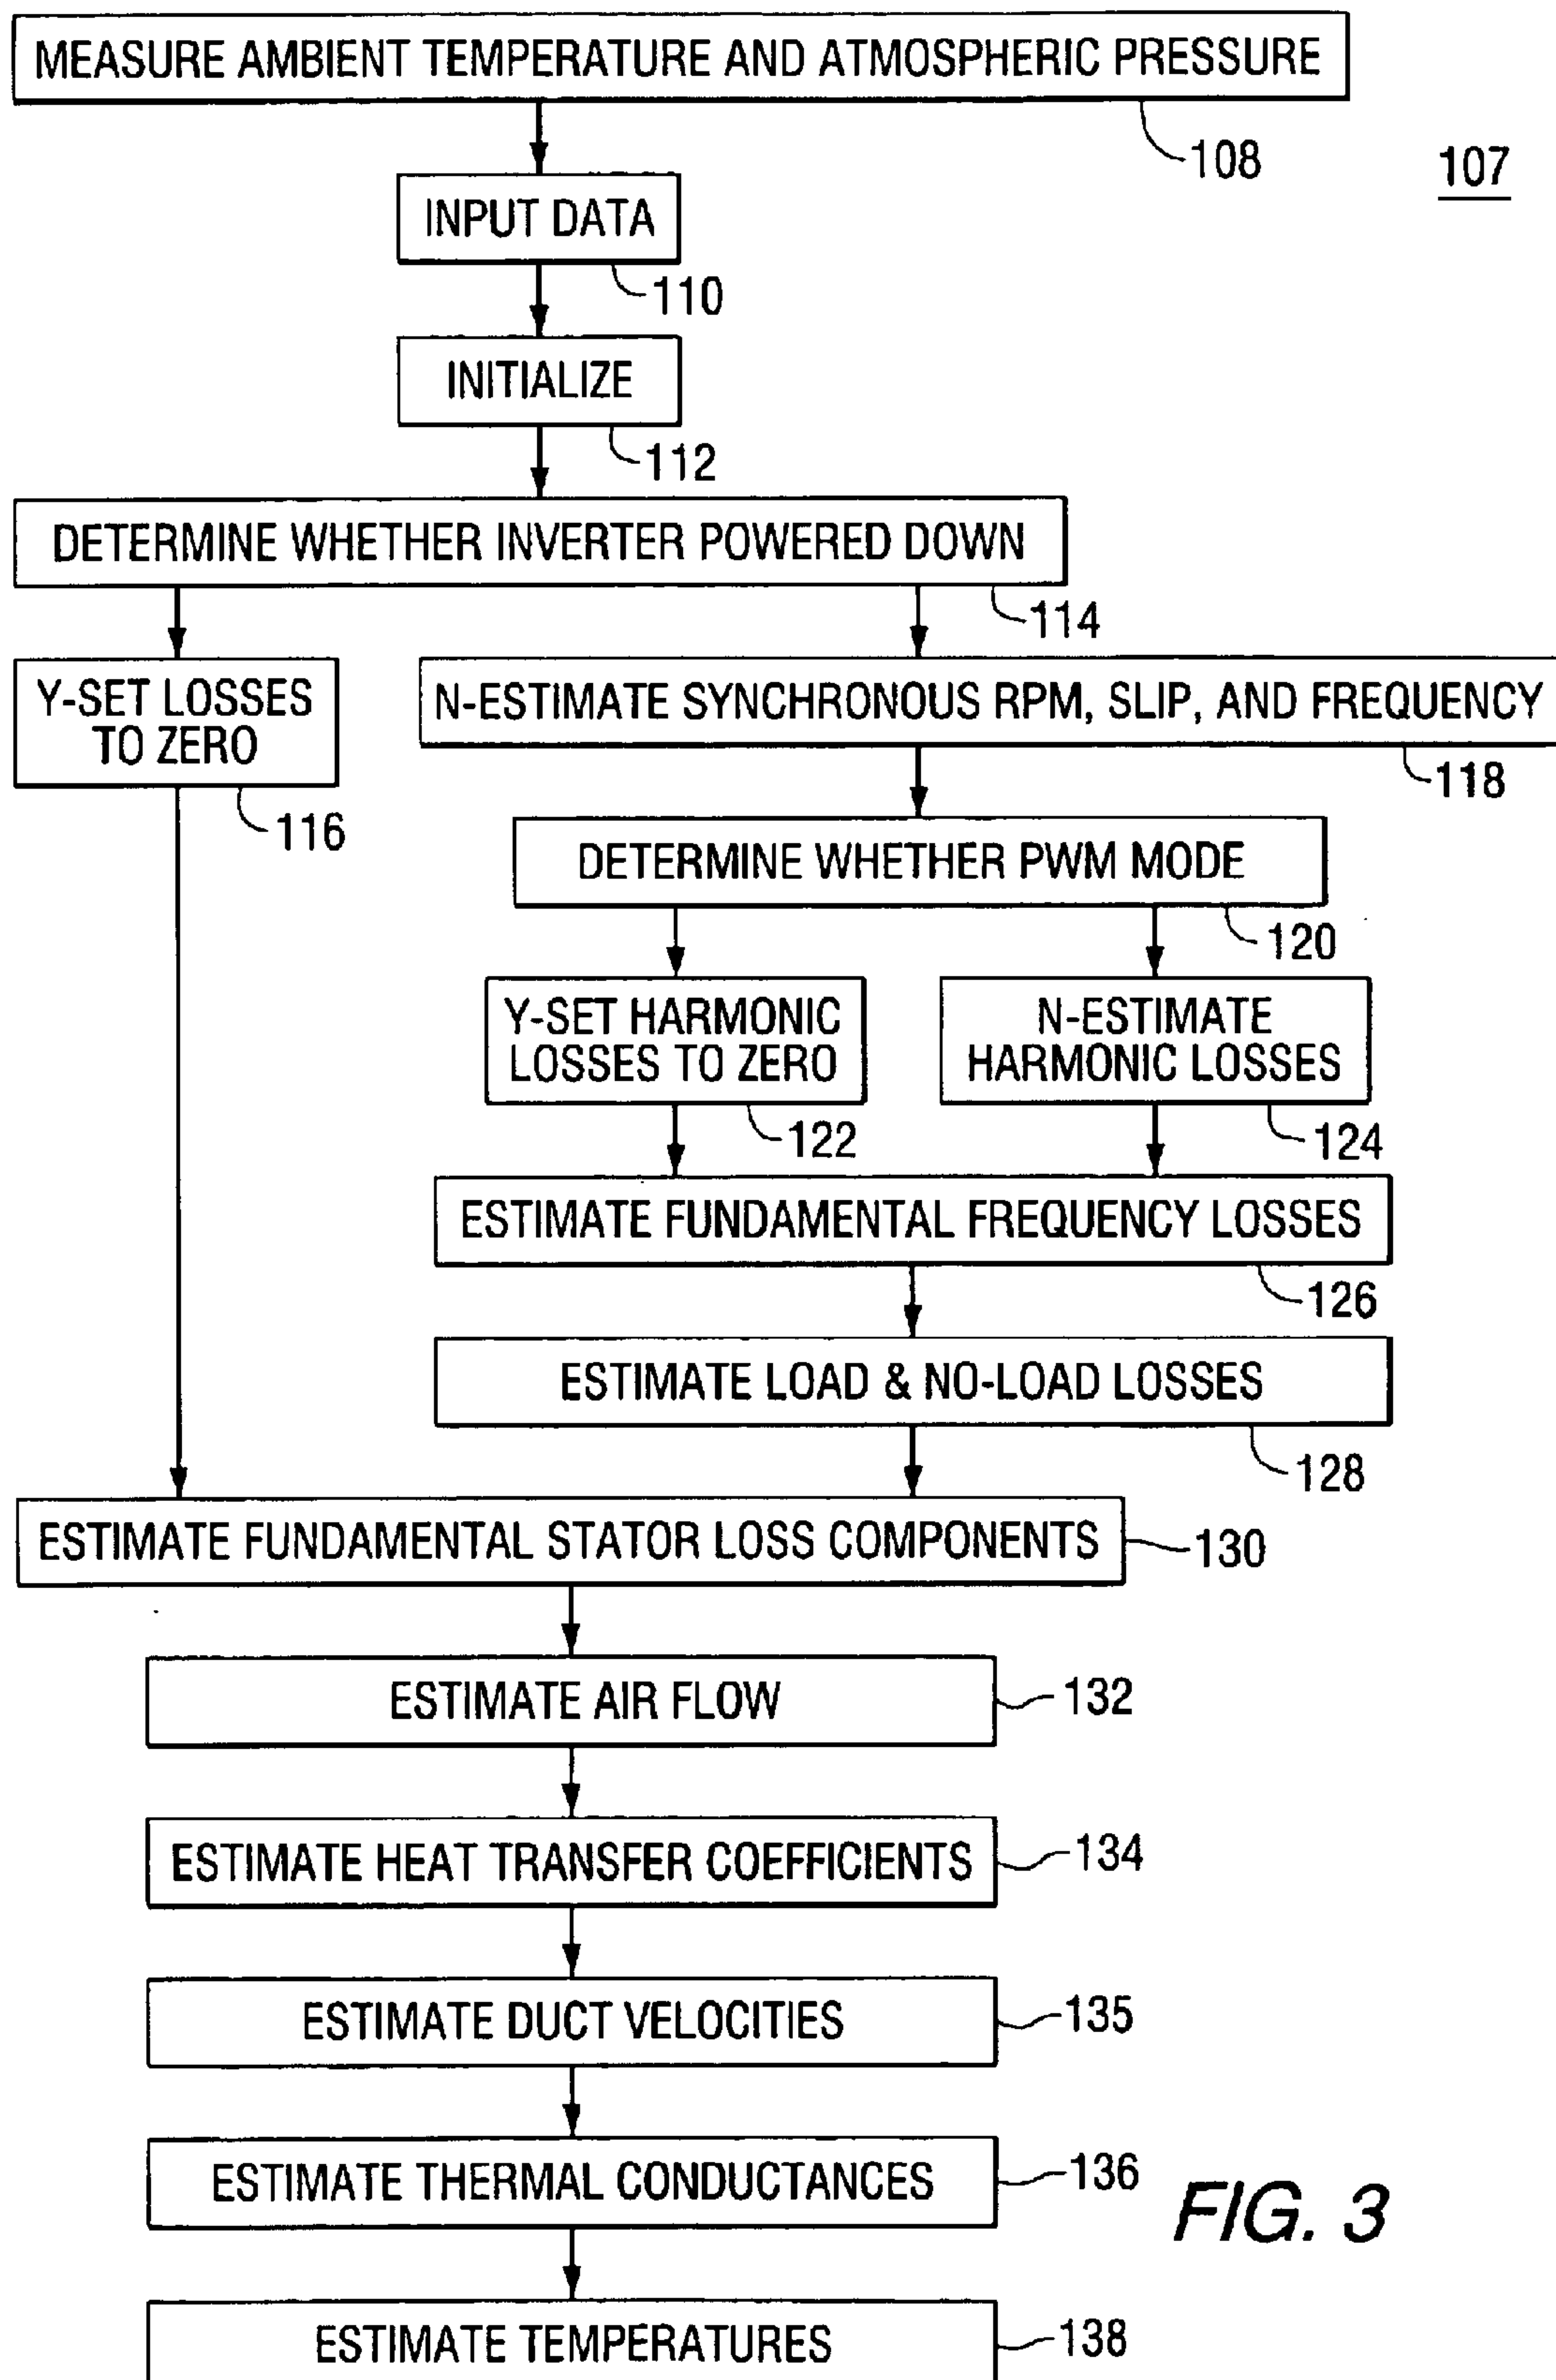 MEASURE AMBIENT TEMPERATURE AND ATMOSPHERIC PRESSURE
108
107
INPUT DATA
110
INITIALIZE
112
DETERMINE WHETHER INVERTER POWERED DOWN
114
Y-SET LOSSES
TO ZERO
116
N-ESTIMATE SYNCHRONOUS RPM, SLIP, AND FREQUENCY
118
DETERMINE WHETHER PWM MODE
120
Y-SET HARMONIC
LOSSES TO ZERO
122
N-ESTIMATE
HARMONIC LOSSES
124
ESTIMATE FUNDAMENTAL FREQUENCY LOSSES
126
ESTIMATE LOAD & NO-LOAD LOSSES
128
ESTIMATE FUNDAMENTAL STATOR LOSS COMPONENTS
130
ESTIMATE AIR FLOW
132
ESTIMATE HEAT TRANSFER COEFFICIENTS
134
ESTIMATE DUCT VELOCITIES
135
ESTIMATE THERMAL CONDUCTANCES
136
FIG. 3
ESTIMATE TEMPERATURES
138